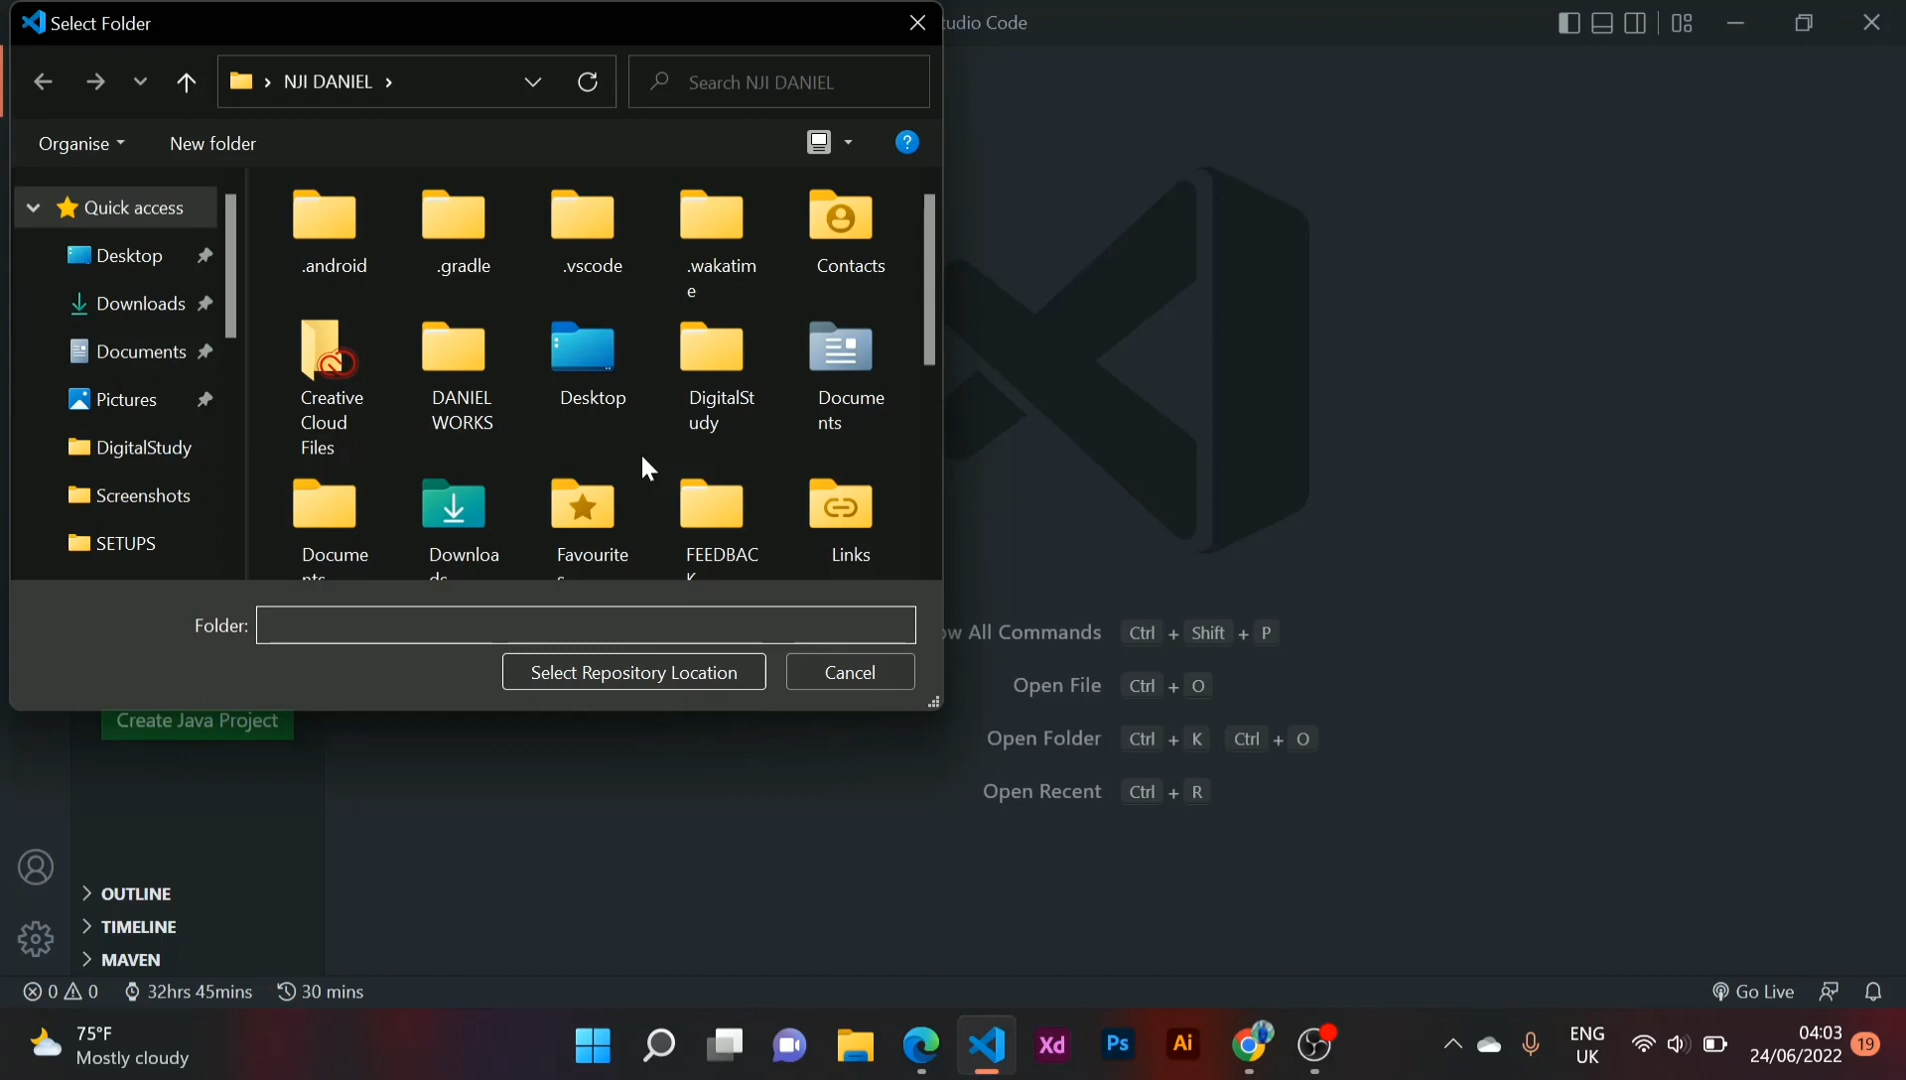 Select Folder
tudio Code
NJI DANIEL
Search NJI DANIEL
Organise
New folder
?
Quick access
Desktop
Downloads
Documents
Pictures
DigitalStudy
Screenshots
SETUPS
.android
.gradle
.vscode
.wakatim
e
Contacts
Creative
Cloud
Files
DANIEL
WORKS
Desktop
DigitalSt
udy
Docume
nts
Docume
nts
Downloa
ds
Favourite
s
FEEDBAC
K
Links
Folder:
Select Repository Location
Cancel
ow All Commands Ctrl + Shift + P
Open File Ctrl + O
Open Folder Ctrl + K Ctrl + O
Open Recent Ctrl + R
Create Java Project
OUTLINE
TIMELINE
MAVEN
0 0 32hrs 45mins 30 mins
Go Live
75°F
Mostly cloudy
Xd
Ps
Ai
ENG
UK
04:03
24/06/2022
19